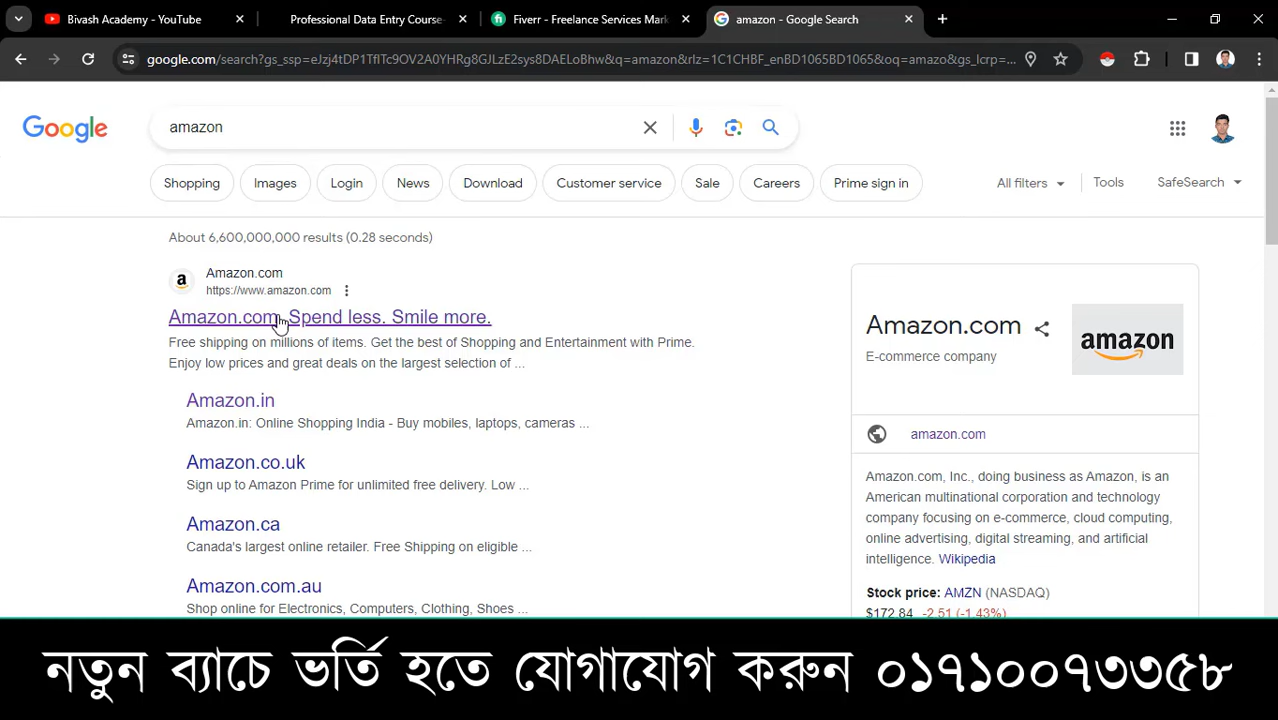 Bivash Academy - YouTube
Professional Data Entry Course-
Fiverr - Freelance Services Mark
amazon - Google Search
google.com/search?gs_ssp=eJzj4tDP1TflTc9OV2A0YHRg8GJLzE2sys8DAELoBhw&q=amazon&rlz=1C1CHBF_enBD1065BD1065&oq=amazo&gs_lcrp=...
Google
amazon
Shopping
Images
Login
News
Download
Customer service
Sale
Careers
Prime sign in
All filters
Tools
SafeSearch
About 6,600,000,000 results (0.28 seconds)
Amazon.com
https://www.amazon.com
Amazon.com. Spend less. Smile more.
Free shipping on millions of items. Get the best of Shopping and Entertainment with Prime.
Enjoy low prices and great deals on the largest selection of ...
Amazon.in
Amazon.in: Online Shopping India - Buy mobiles, laptops, cameras ...
Amazon.co.uk
Sign up to Amazon Prime for unlimited free delivery. Low ...
Amazon.ca
Canada's largest online retailer. Free Shipping on eligible ...
Amazon.com.au
Shop online for Electronics, Computers, Clothing, Shoes ...
Amazon.com
E-commerce company
amazon
amazon.com
Amazon.com, Inc., doing business as Amazon, is an
American multinational corporation and technology
company focusing on e-commerce, cloud computing,
online advertising, digital streaming, and artificial
intelligence. Wikipedia
Stock price: AMZN (NASDAQ)
$172.84 -2.51 (-1.43%)
নতুন ব্যাচে ভর্তি হতে যোগাযোগ করুন ০১৭১০০৭৩৩৫৮